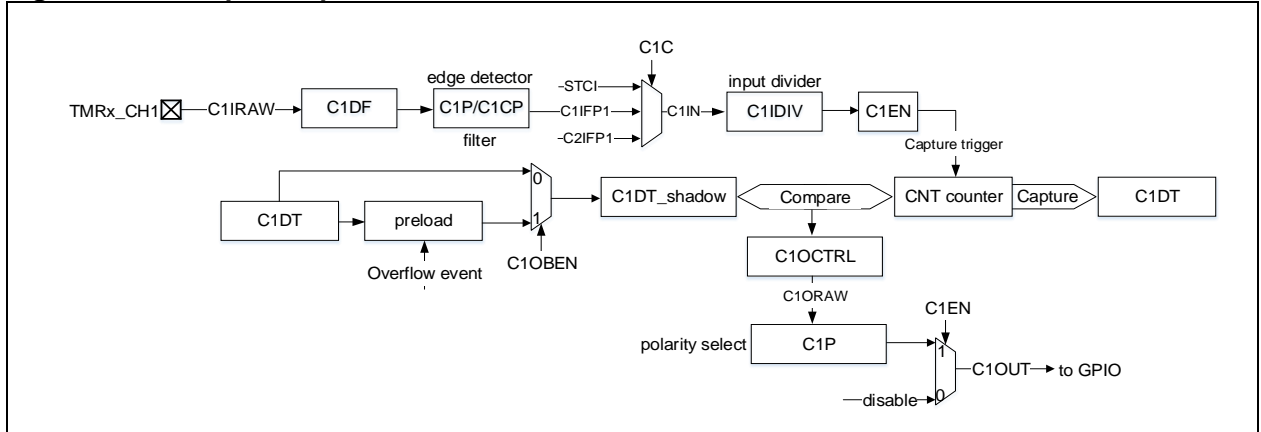 C1C
edge detector
input divider
STCI
TMRx_CH1
C1IRAW
C1DF
C1P/C1CP
C1IFP1
C1IN
C1IDIV
C1EN
filter
C2IFP1
Capture trigger
0
C1DT_shadow
Compare
CNT counter
Capture
C1DT
C1DT
preload
1
C1OBEN
Overflow event
C1OCTRL
C1ORAW
C1EN
polarity select
C1P
1
C1OUT
to GPIO
disable
0